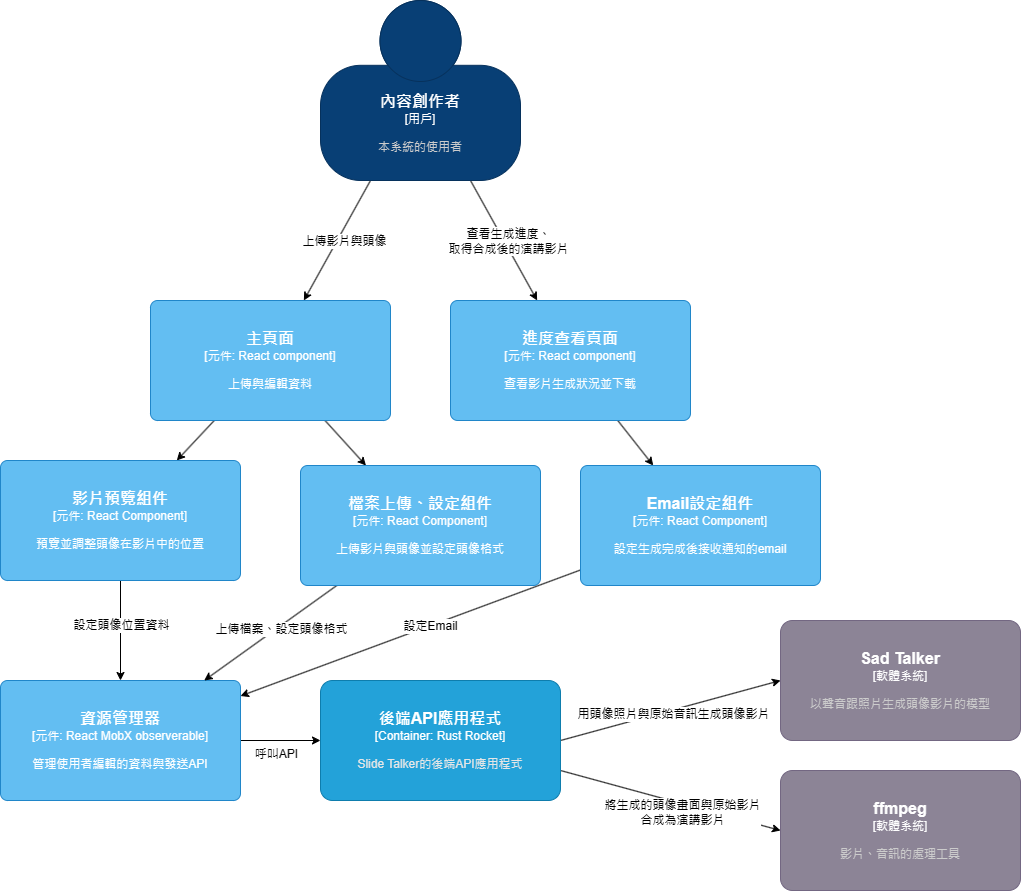 內容創作者
[用戶]
本系統的使用者
上傳影片與頭像
查看生成進度、
取得合成後的演講影片
主頁面
[元件: React component]
上傳與編輯資料
進度查看頁面
[元件: React component]
查看影片生成狀況並下載
影片預覽組件
[元件: React Component]
預覽並調整頭像在影片中的位置
檔案上傳、設定組件
[元件: React Component]
上傳影片與頭像並設定頭像格式
Email設定組件
[元件: React Component]
設定生成完成後接收通知的email
設定頭像位置資料
上傳檔案、設定頭像格式
設定Email
資源管理器
[元件: React MobX observerable]
管理使用者編輯的資料與發送API
呼叫API
後端API應用程式
[Container: Rust Rocket]
Slide Talker的後端API應用程式
用頭像照片與原始音訊生成頭像影片
Sad Talker
[軟體系統]
以聲音跟照片生成頭像影片的模型
將生成的頭像畫面與原始影片
合成為演講影片
ffmpeg
[軟體系統]
影片、音訊的處理工具